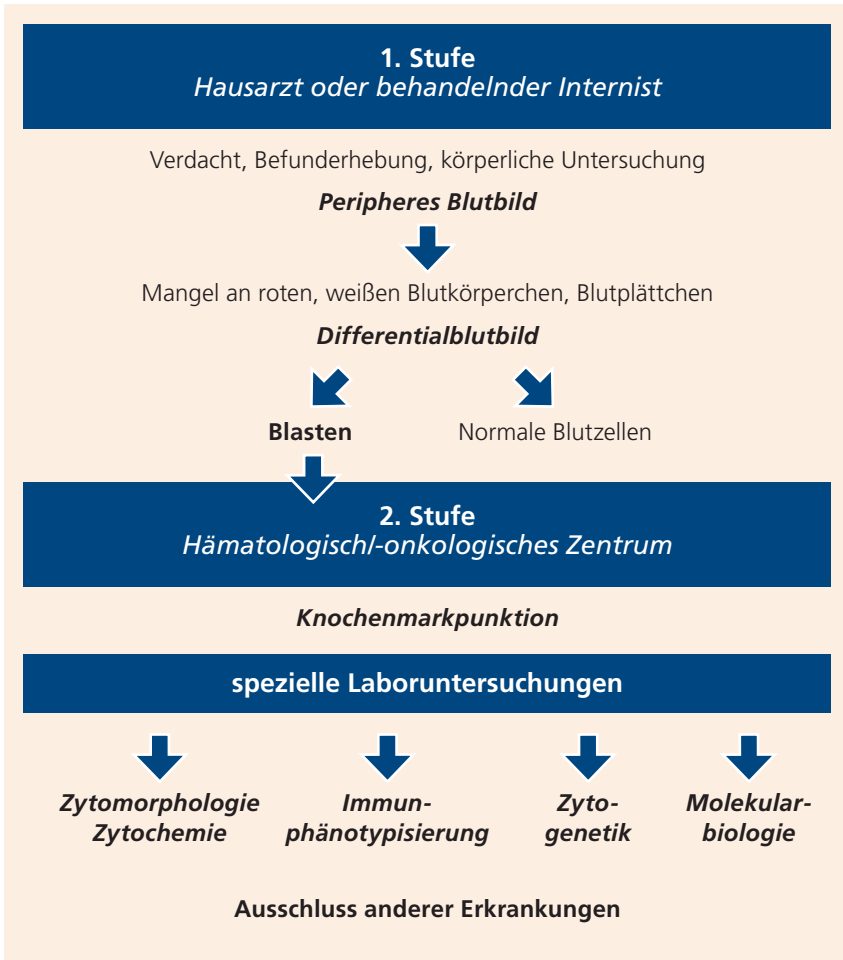 1. Stufe
Hausarzt oder behandelnder Internist
Verdacht, Befunderhebung, körperliche Untersuchung
Peripheres Blutbild
Mangel an roten, weißen Blutkörperchen, Blutplättchen
Differentialblutbild
Blasten Normale Blutzellen
2. Stufe
Hämatologisch/-onkologisches Zentrum
Knochenmarkpunktion
spezielle Laboruntersuchungen
Zytomorphologie
Zytochemie
Immun-
phänotypisierung
Zyto-
genetik
Molekular-
biologie
Ausschluss anderer Erkrankungen